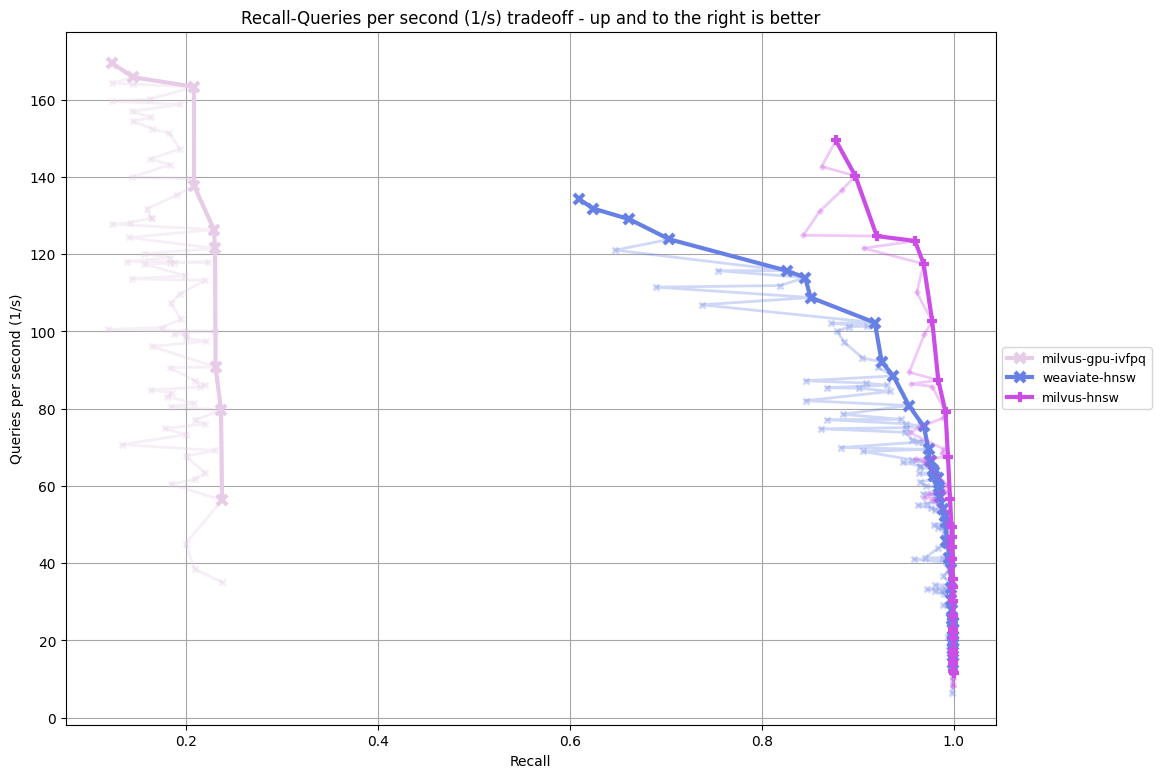 Recall-Queries per second (1/s) tradeoff - up and to the right is better
Queries per second (1/s)
160
140
120
100
80
60
40
20
0
0.2
0.4
0.6
0.8
1.0
Recall
milvus-gpu-ivfpq
weaviate-hnsw
milvus-hnsw